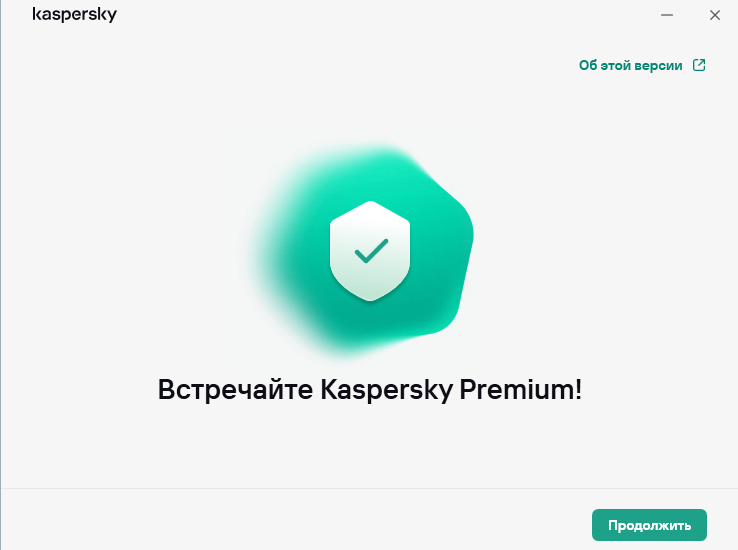 kaspersky
Об этой версии
Встречайте Kaspersky Premium!
Продолжить